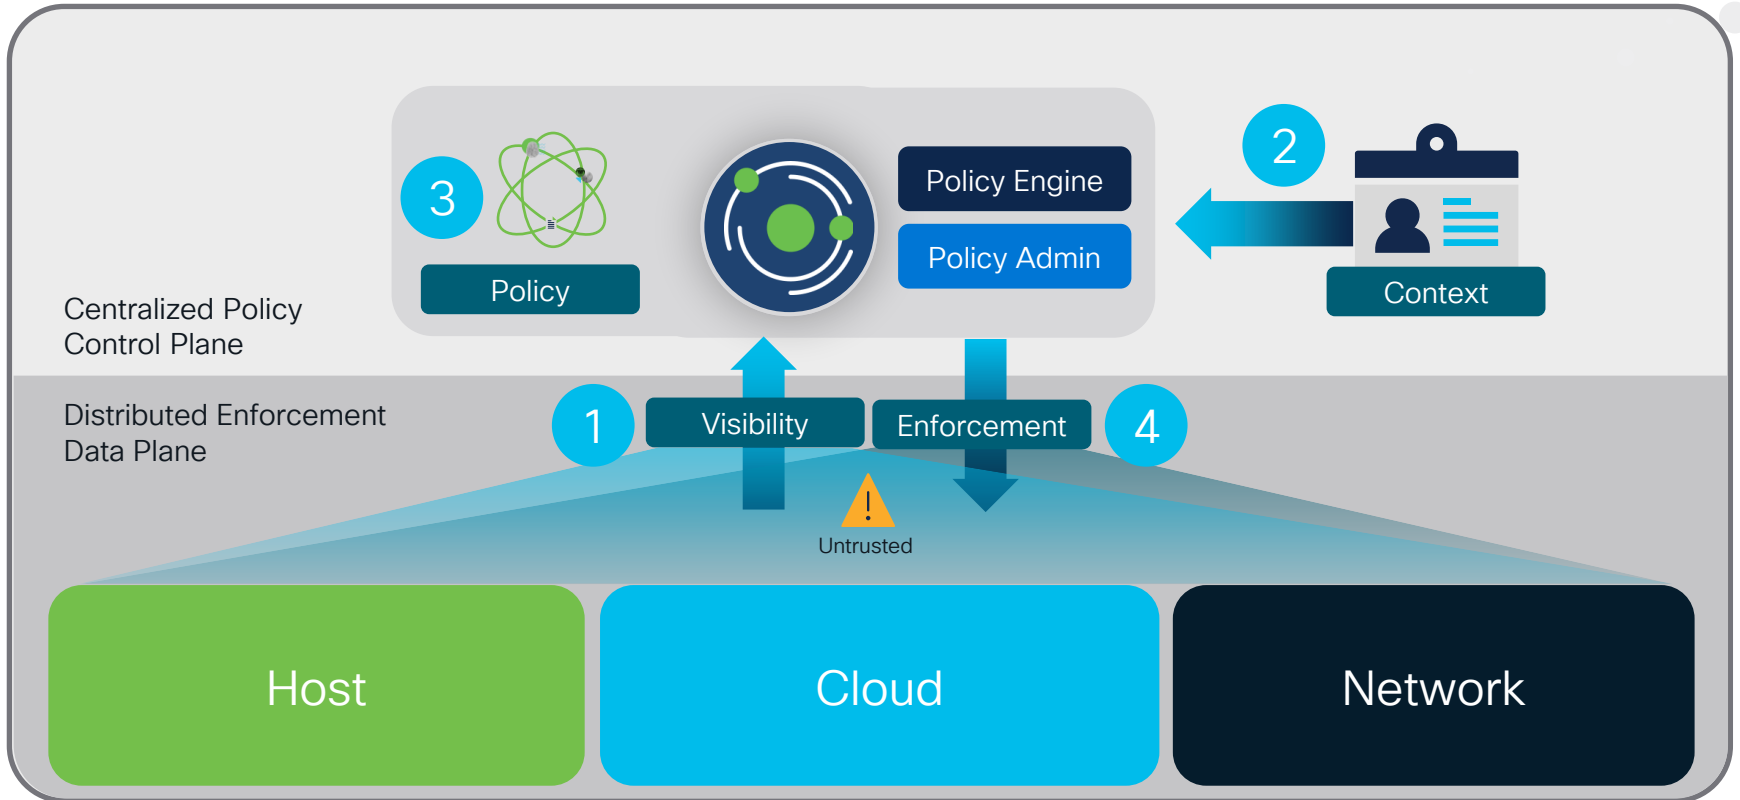 2
3
Policy Engine
Policy Admin
Policy
Context
Centralized Policy
Control Plane
Distributed Enforcement
Data Plane
1
Visibility
Enforcement
4
Untrusted
Host
Cloud
Network